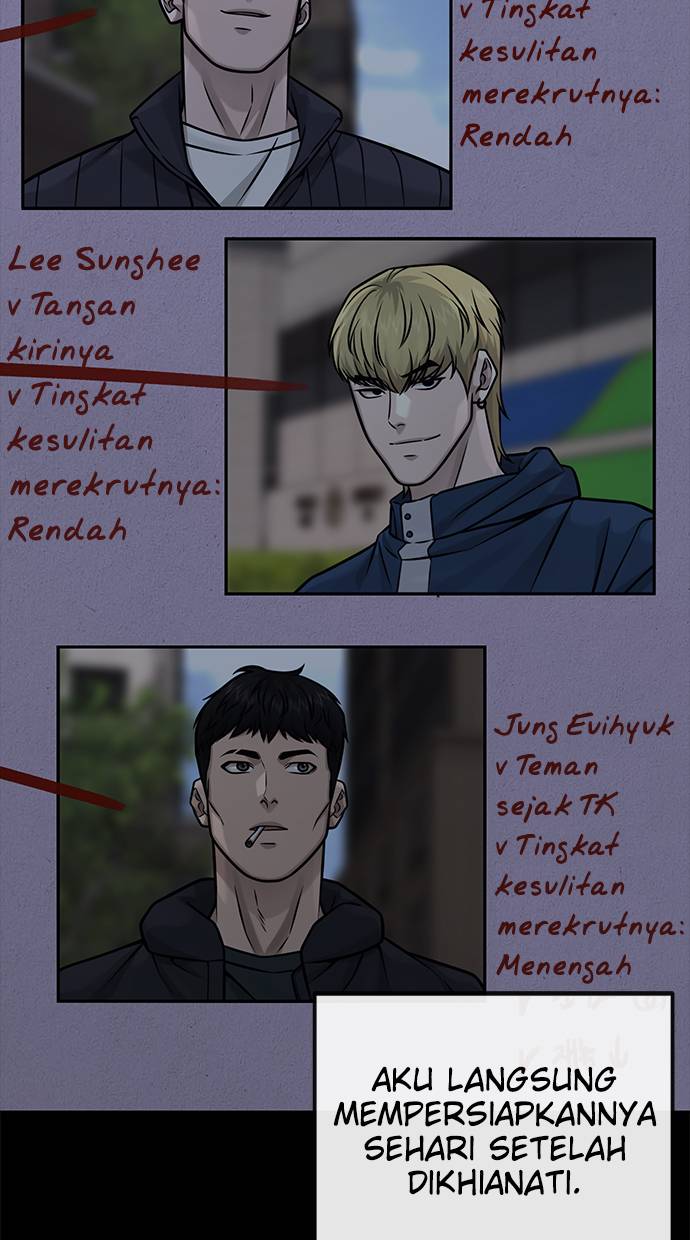 v Tingkat
kesulitan
merekrutnya:
Rendah
Lee Sunghee
v Tangan
kirinya
v Tingkat
kesulitan
merekrutnya:
Rendah
Jung Euihyuk
v Teman
sejak TK
v Tingkat
kesulitan
merekrutnya:
Menengah
AKU LANGSUNG
MEMPERSIAPKANNYA
SEHARI SETELAH
DIKHIANATI.